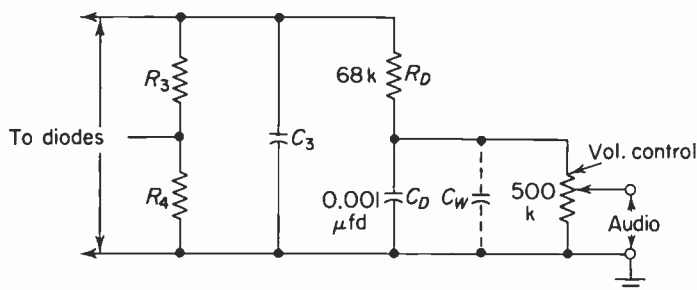 R3
68 k
RD
To diodes
C3
Vol. control
R4
0.001
μfd
CD
CW
500
k
Audio